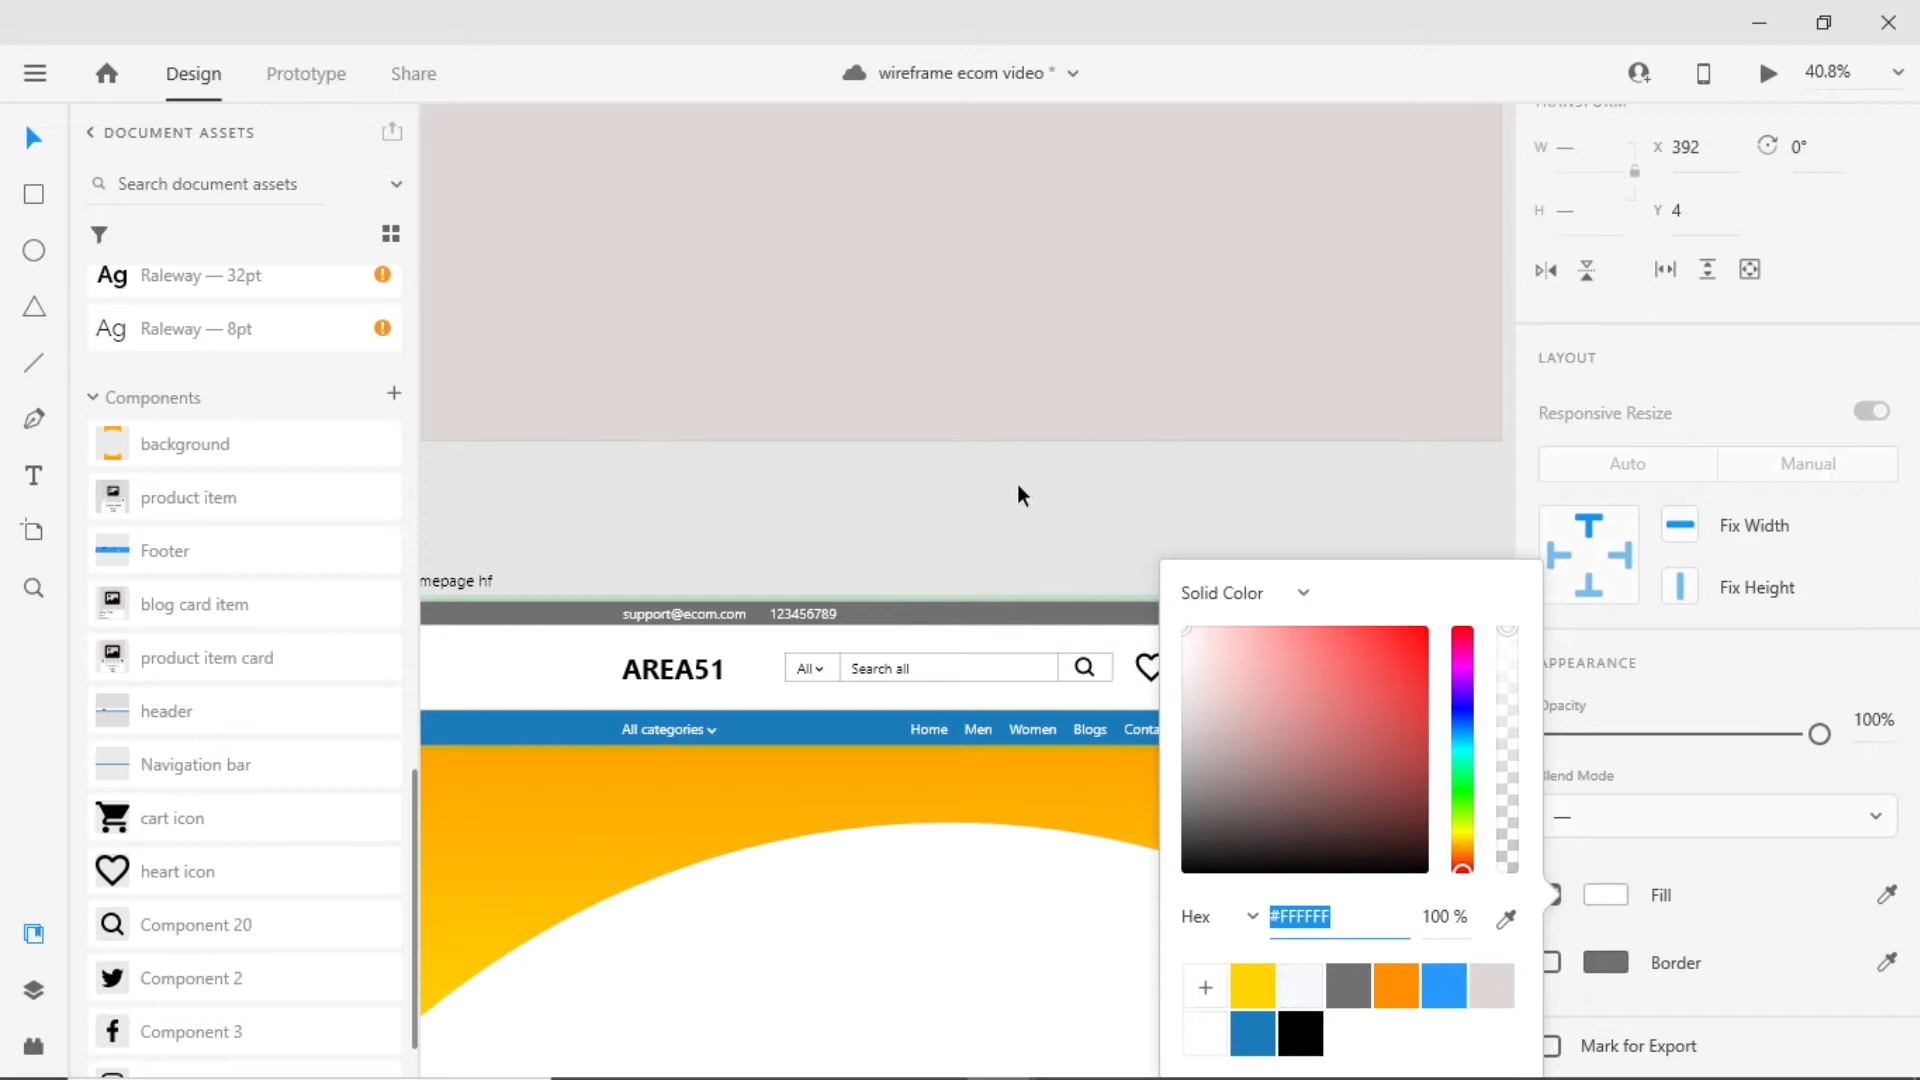 Design
Prototype
Share
wireframe ecom video *
40.8%
DOCUMENT ASSETS
Search document assets
Ag Raleway — 32pt
Ag Raleway — 8pt
Components
background
product item
Footer
blog card item
product item card
header
Navigation bar
cart icon
heart icon
Component 20
Component 2
Component 3
mepage hf
support@ecom.com 123456789
AREA51
All
Search all
All categories
Home Men Women Blogs Conta
Solid Color
Hex
#FFFFFF
100 %
TRANSFORM
W —
X 392
0°
H —
Y 4
LAYOUT
Responsive Resize
Auto
Manual
Fix Width
Fix Height
APPEARANCE
Opacity
100%
Blend Mode
—
Fill
Border
Mark for Export